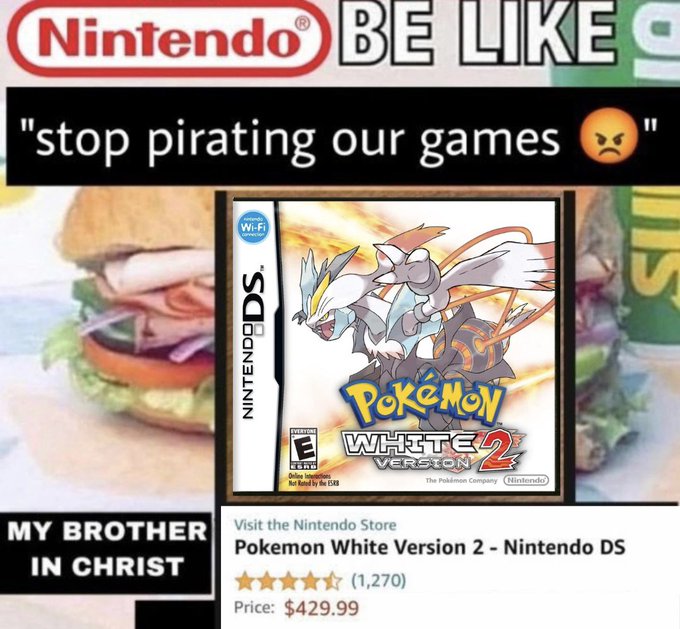 Nintendo® BE LIKE
"stop pirating our games 😡"
Nintendo
Wi-Fi
connection
NINTENDO DS™
POKéMON
WHITE 2
VERSION
EVERYONE
E
ESRB
Online Interactions
Not Rated by the ESRB
The Pokémon Company Nintendo
MY BROTHER
IN CHRIST
Visit the Nintendo Store
Pokemon White Version 2 - Nintendo DS
(1,270)
Price: $429.99